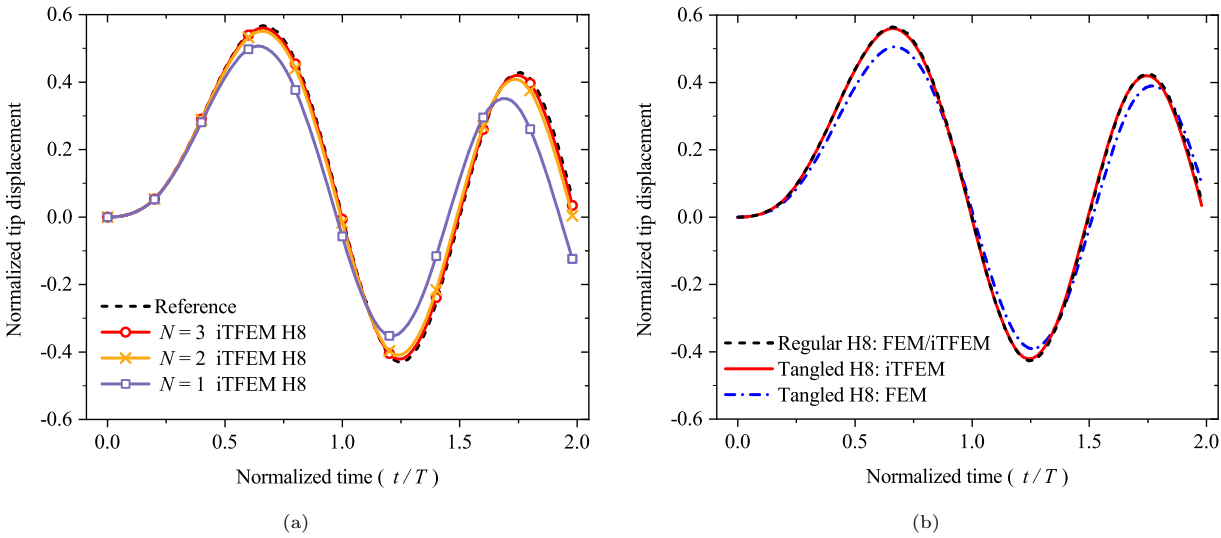 0.6
0.4
0.2
0.0
-0.2
-0.4
-0.6
Normalized tip displacement
Reference
N = 3 iTFEM H8
N = 2 iTFEM H8
N = 1 iTFEM H8
0.0 0.5 1.0 1.5 2.0
Normalized time ( t / T )
(a)
0.6
0.4
0.2
0.0
-0.2
-0.4
-0.6
Normalized tip displacement
Regular H8: FEM/iTFEM
Tangled H8: iTFEM
Tangled H8: FEM
0.0 0.5 1.0 1.5 2.0
Normalized time ( t / T )
(b)